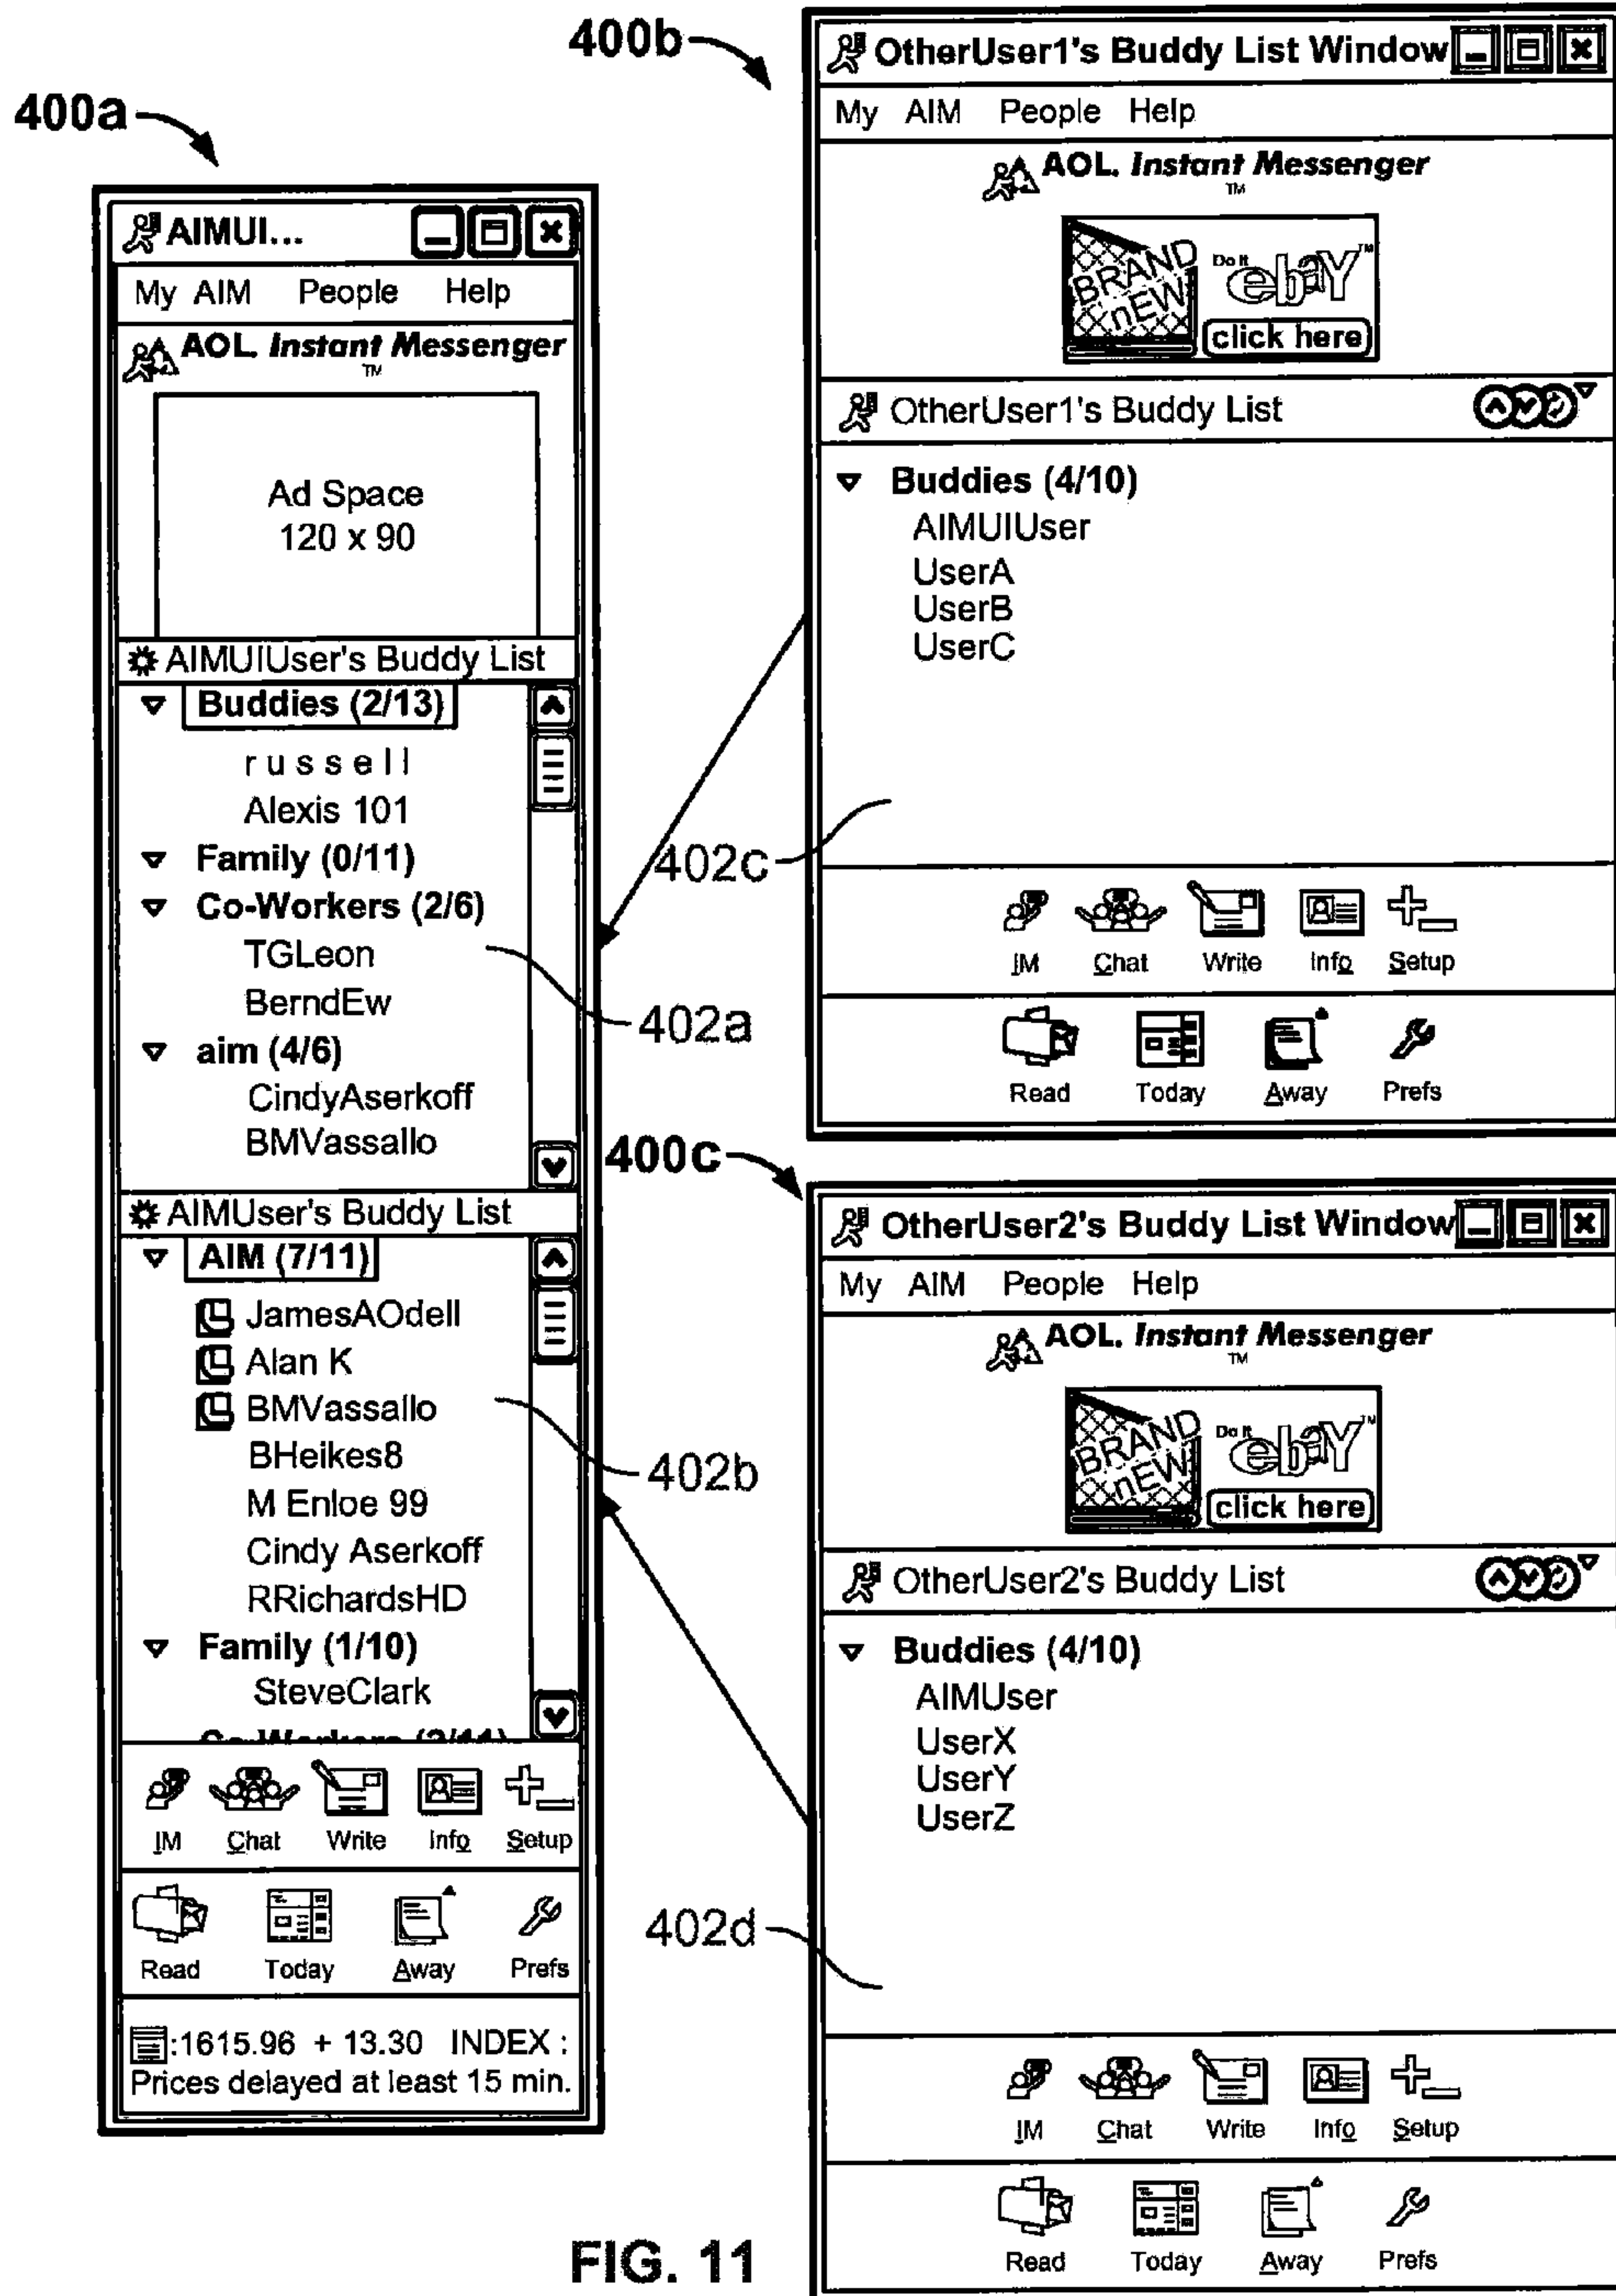 400a
AIMUI...
My AIM People Help
AOL Instant Messenger
TM
Ad Space
120 x 90
AIMUIUser's Buddy List
Buddies (2/13)
r u s s e l l
Alexis 101
Family (0/11)
Co-Workers (2/6)
TGLeon
BerndEw
aim (4/6)
CindyAserkoff
BMVassallo
402a
AIMUser's Buddy List
AIM (7/11)
JamesAOdell
Alan K
BMVassallo
BHeikes8
M Enloe 99
Cindy Aserkoff
RRichardsHD
Family (1/10)
SteveClark
402b
IM Chat Write Info Setup
Read Today Away Prefs
:1615.96 + 13.30 INDEX :
Prices delayed at least 15 min.
400b
OtherUser1's Buddy List Window
My AIM People Help
AOL. Instant Messenger
TM
BRAND
nEW
Do It
ebaY™
click here
OtherUser1's Buddy List
Buddies (4/10)
AIMUIUser
UserA
UserB
UserC
402c
IM Chat Write Info Setup
Read Today Away Prefs
400c
OtherUser2's Buddy List Window
My AIM People Help
AOL. Instant Messenger
TM
BRAND
nEW
Do It
ebaY™
click here
OtherUser2's Buddy List
Buddies (4/10)
AIMUser
UserX
UserY
UserZ
402d
IM Chat Write Info Setup
Read Today Away Prefs
FIG. 11